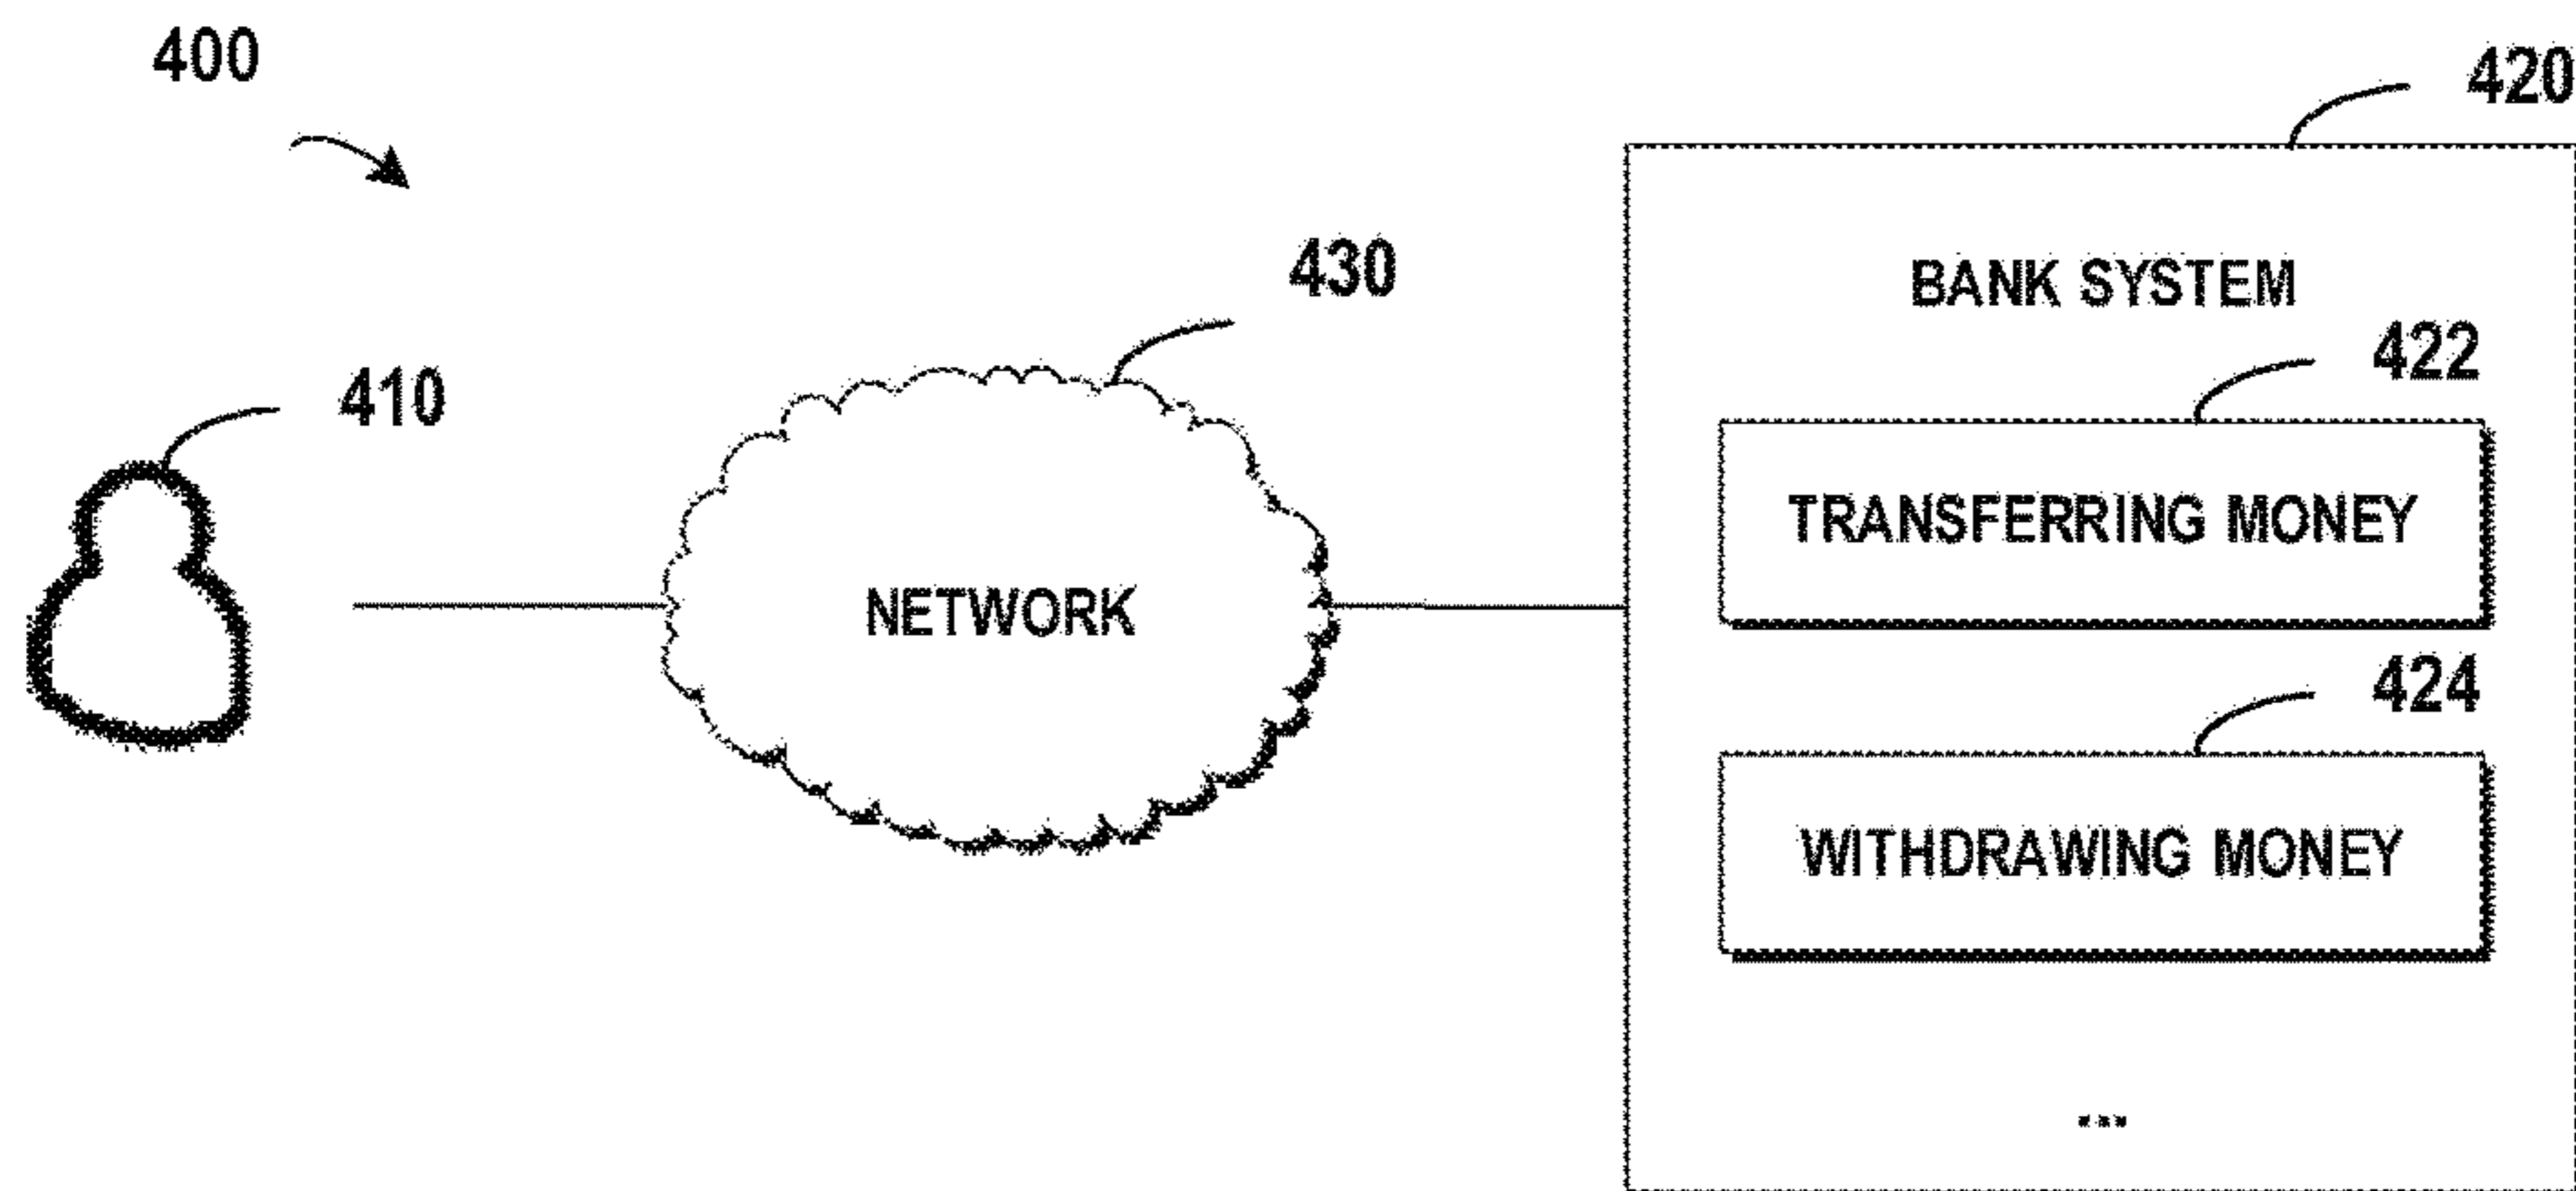 400
420
430
BANK SYSTEM
422
410
TRANSFERRING MONEY
NETWORK
424
WITHDRAWING MONEY
...